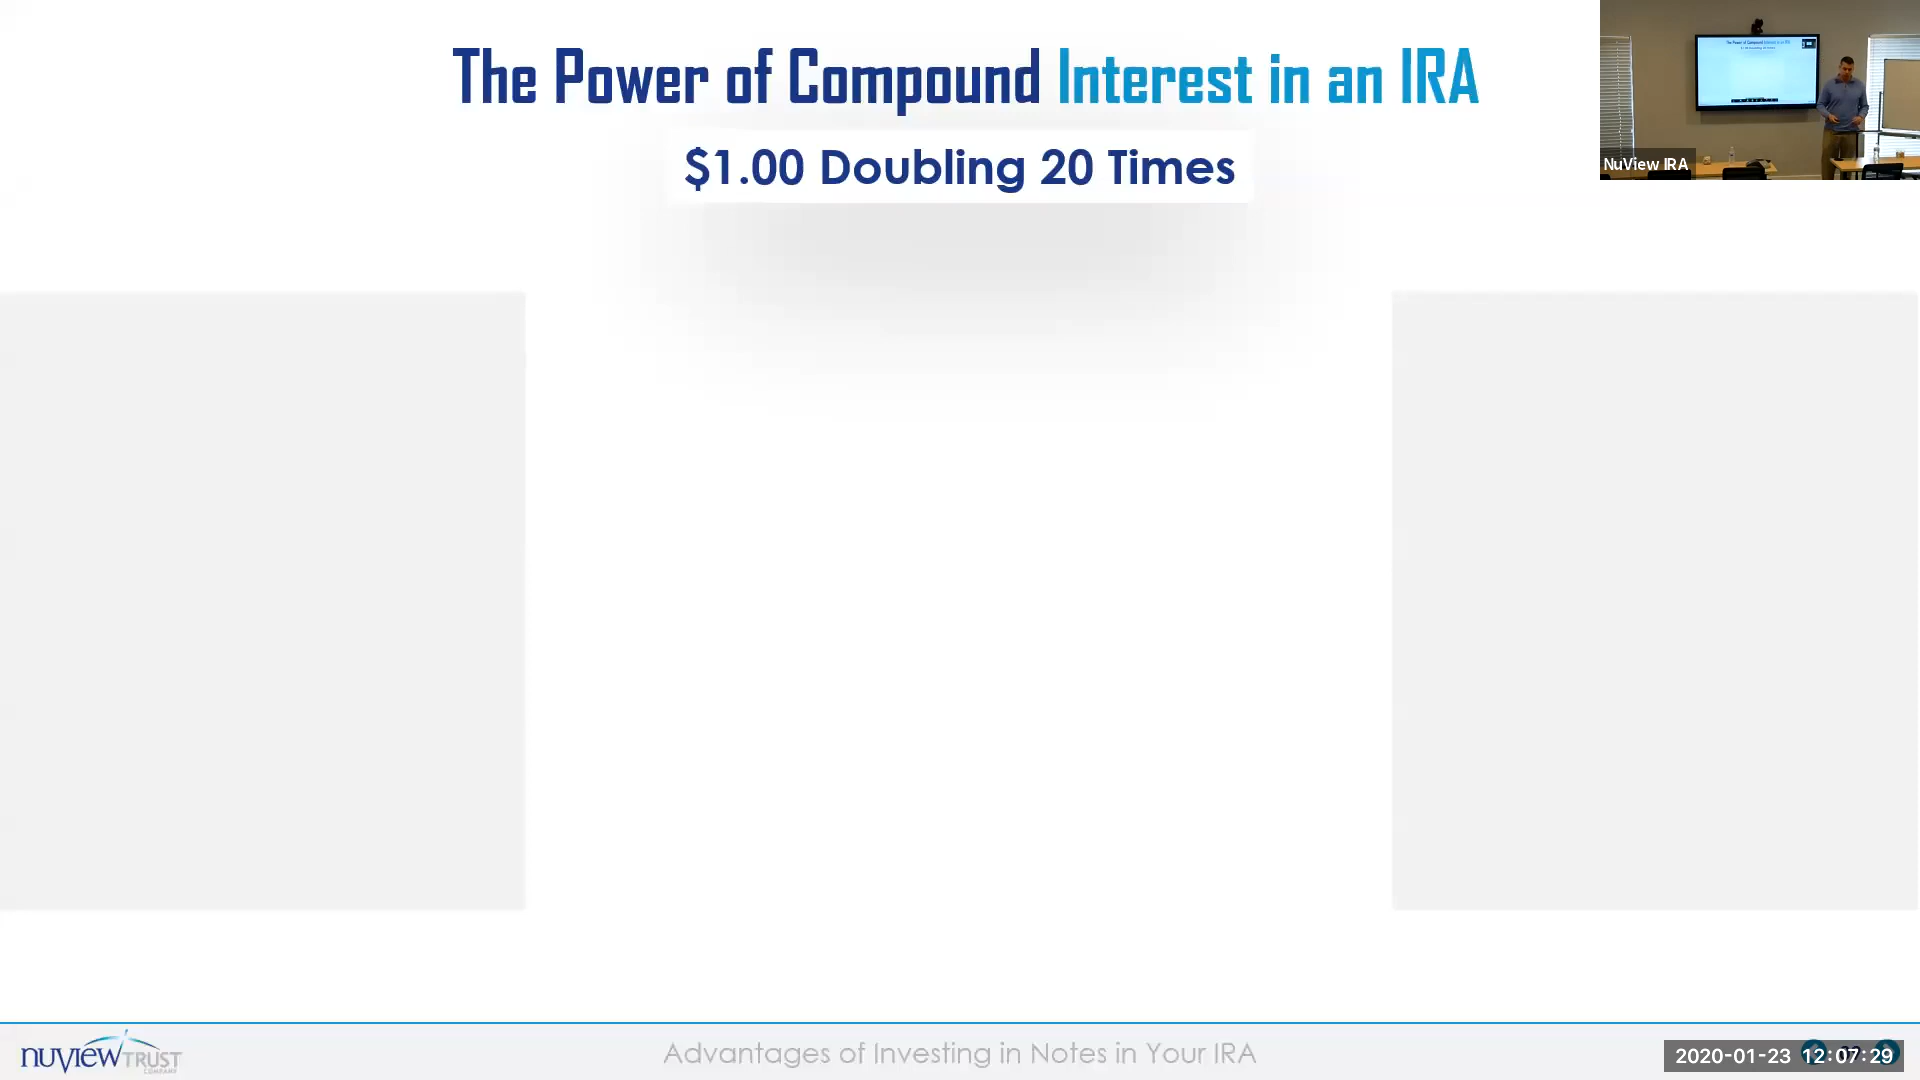 The Power of Compound Interest in an IRA
$1.00 Doubling 20 Times
NuView IRA
nuview TRUST
COMPANY
Advantages of Investing in Notes in Your IRA
2020-01-23 12:07:29